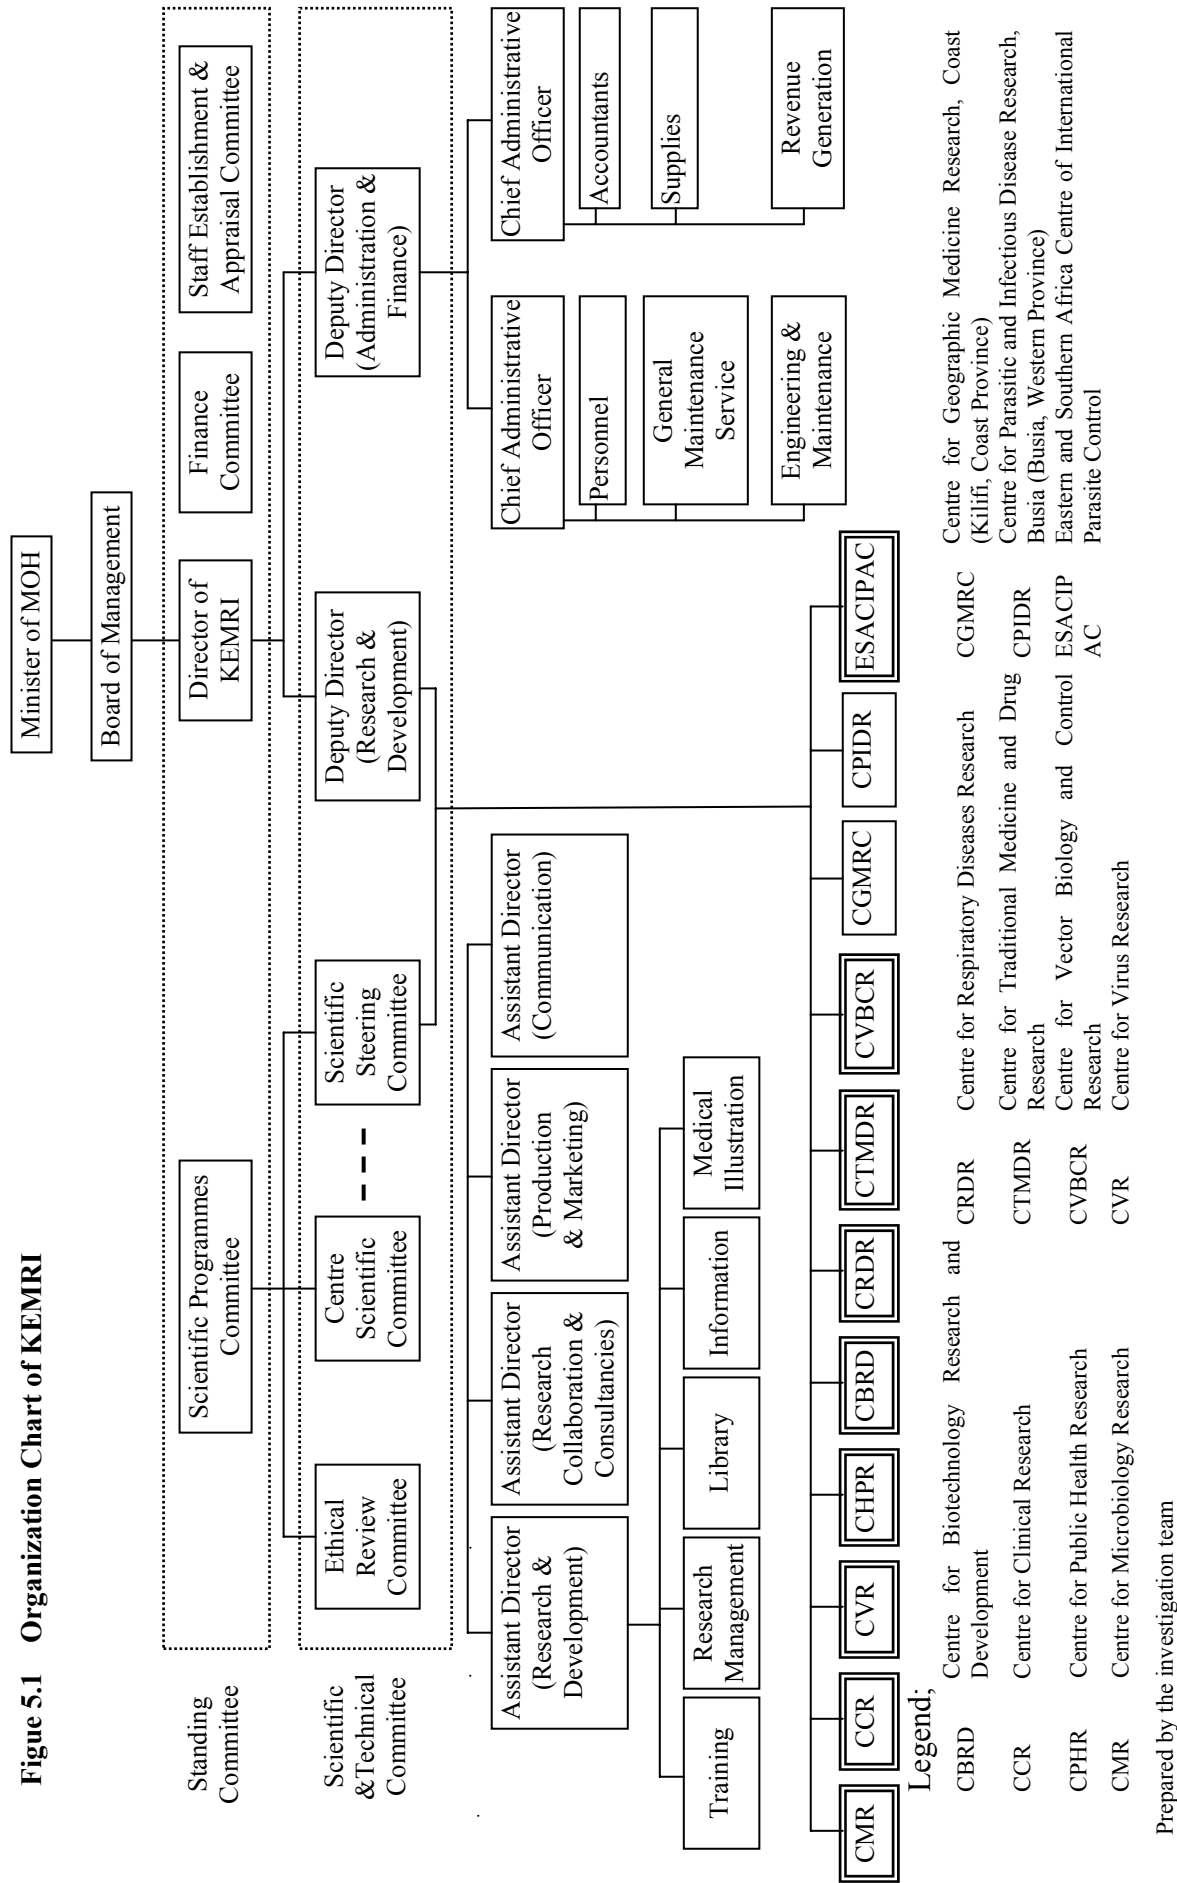 Figue 5.1 Organization Chart of KEMRI
Minister of MOH
Board of Management
Standing
Committee
Scientific Programmes
Committee
Director of
KEMRI
Finance
Committee
Staff Establishment &
Appraisal Committee
Scientific
&Technical
Committee
Ethical
Review
Committee
Centre
Scientific
Committee
Scientific
Steering
Committee
Deputy Director
(Research &
Development)
Deputy Director
(Administration &
Finance)
Assistant Director
(Research &
Development)
Assistant Director
(Research
Collaboration &
Consultancies)
Assistant Director
(Production
& Marketing)
Assistant Director
(Communication)
Chief Administrative
Officer
Chief Administrative
Officer
Personnel
Accountants
General
Maintenance
Service
Supplies
Engineering &
Maintenance
Revenue
Generation
Training
Research
Management
Library
Information
Medical
Illustration
CMR
CCR
CVR
CHPR
CBRD
CRDR
CTMDR
CVBCR
CGMRC
CPIDR
ESACIPAC
Legend;
CBRD Centre for Biotechnology Research and
Development
CCR Centre for Clinical Research
CPHR Centre for Public Health Research
CMR Centre for Microbiology Research
CRDR Centre for Respiratory Diseases Research
CTMDR Centre for Traditional Medicine and Drug
Research
CVBCR Centre for Vector Biology and Control
Research
CVR Centre for Virus Research
CGMRC Centre for Geographic Medicine Research, Coast
(Kilifi, Coast Province)
CPIDR Centre for Parasitic and Infectious Disease Research,
Busia (Busia, Western Province)
ESACIP Eastern and Southern Africa Centre of International
AC Parasite Control
Prepared by the investigation team